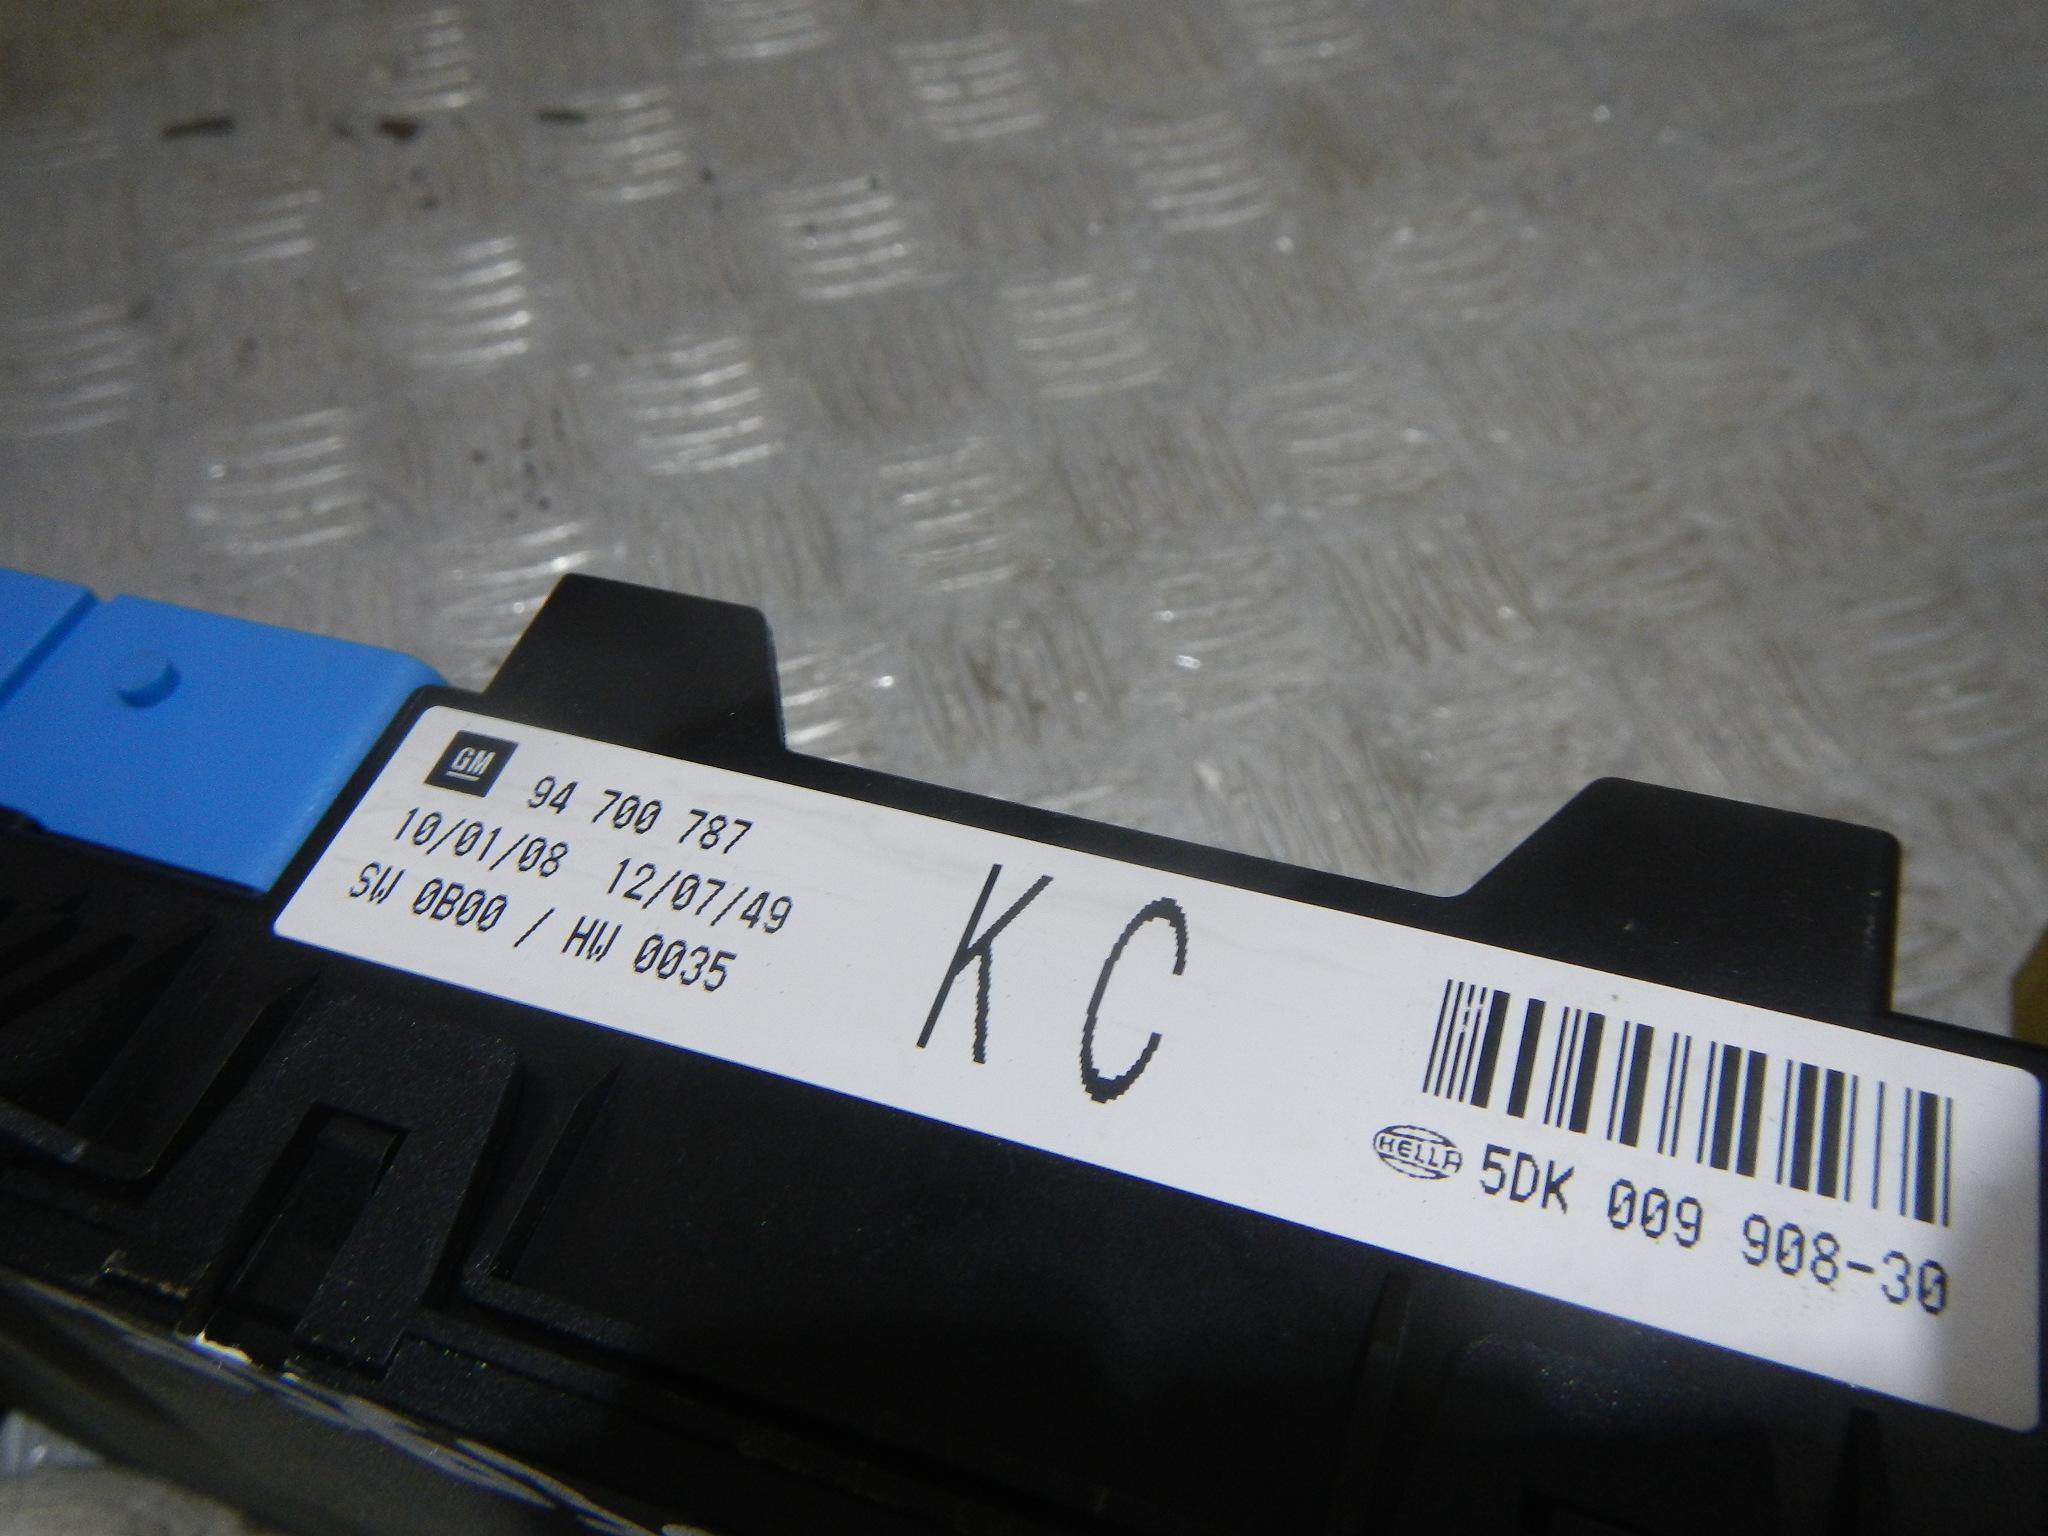 GM 94 700 787
10/01/08 12/07/49
SW 0B00 / HW 0035
KC
HELLA 5DK 009 908-30